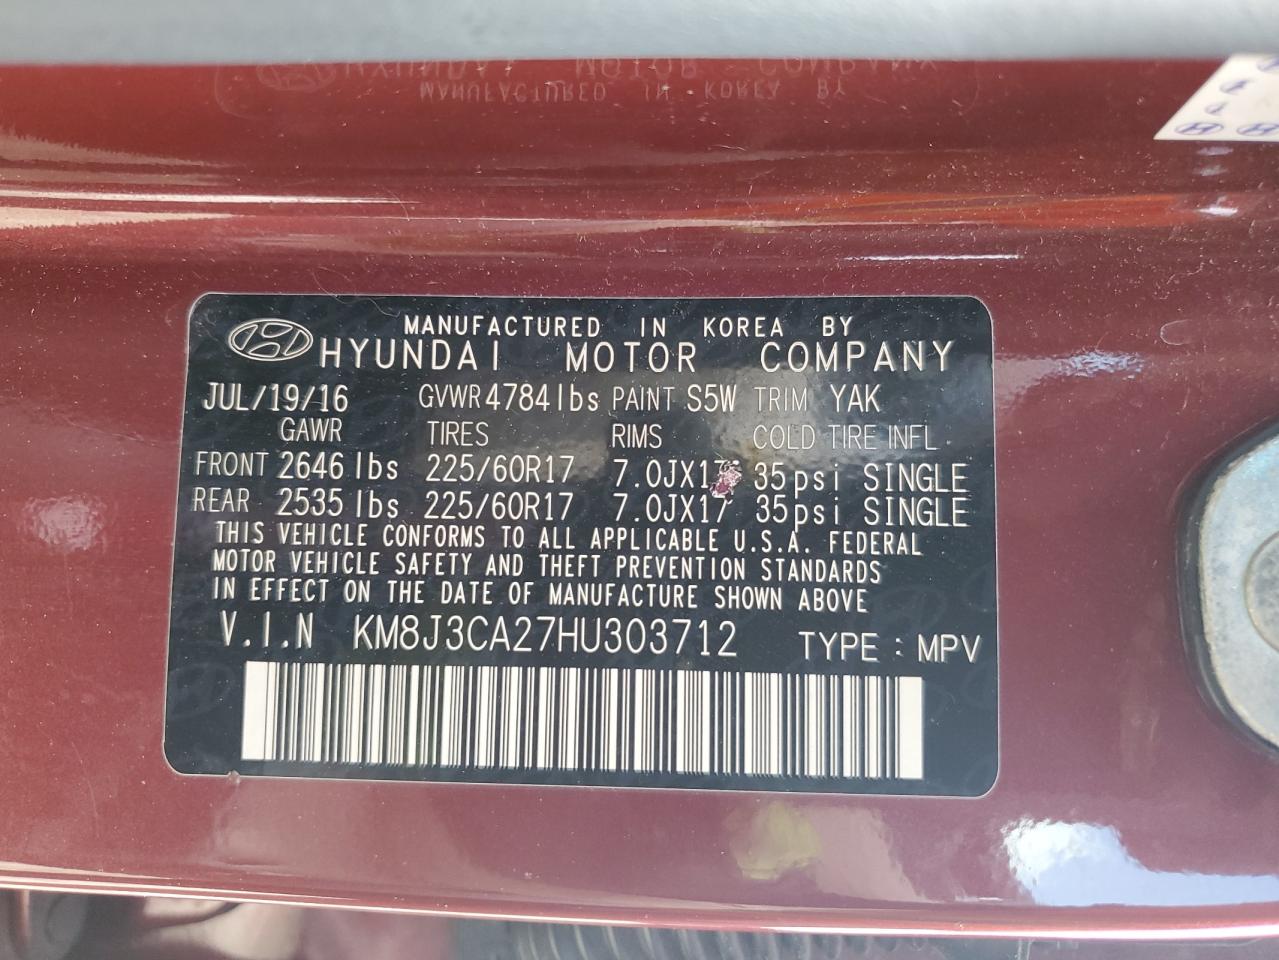 MANUFACTURED IN KOREA BY
HYUNDAI MOTOR COMPANY
JUL/19/16 GVWR 4784lbs PAINT S5W TRIM YAK
GAWR TIRES RIMS COLD TIRE INFL
FRONT 2646lbs 225/60R17 7.0JX17 35psi SINGLE
REAR 2535lbs 225/60R17 7.0JX17 35psi SINGLE
THIS VEHICLE CONFORMS TO ALL APPLICABLE U.S.A. FEDERAL
MOTOR VEHICLE SAFETY AND THEFT PREVENTION STANDARDS
IN EFFECT ON THE DATE OF MANUFACTURE SHOWN ABOVE
V.I.N KM8J3CA27HU303712 TYPE : MPV